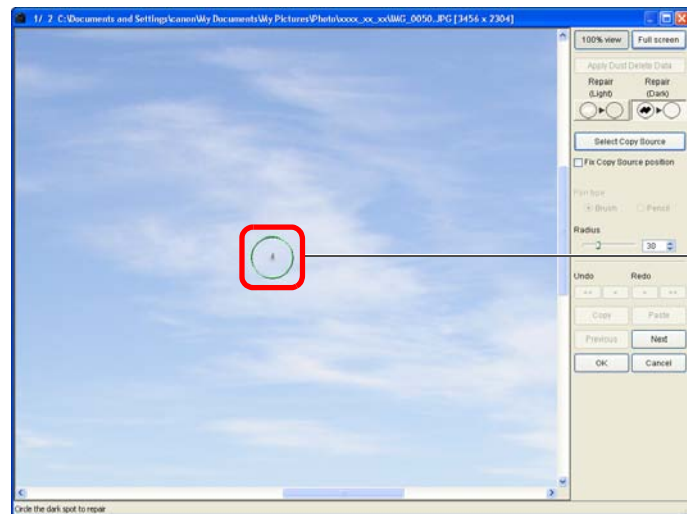 1/ 2 C:\Documents and Settings\canon\My Documents\My Pictures\Photo\xxxx_xx_xx\IMG_0050.JPG [3456 x 2304]
100% view Full screen
Apply Dust Delete Data
Repair (Light) Repair (Dark)
Select Copy Source
Fix Copy Source position
Pen type
Brush Pencil
Radius
30
Undo Redo
Copy Paste
Previous Next
OK Cancel
Circle the dark spot to repair